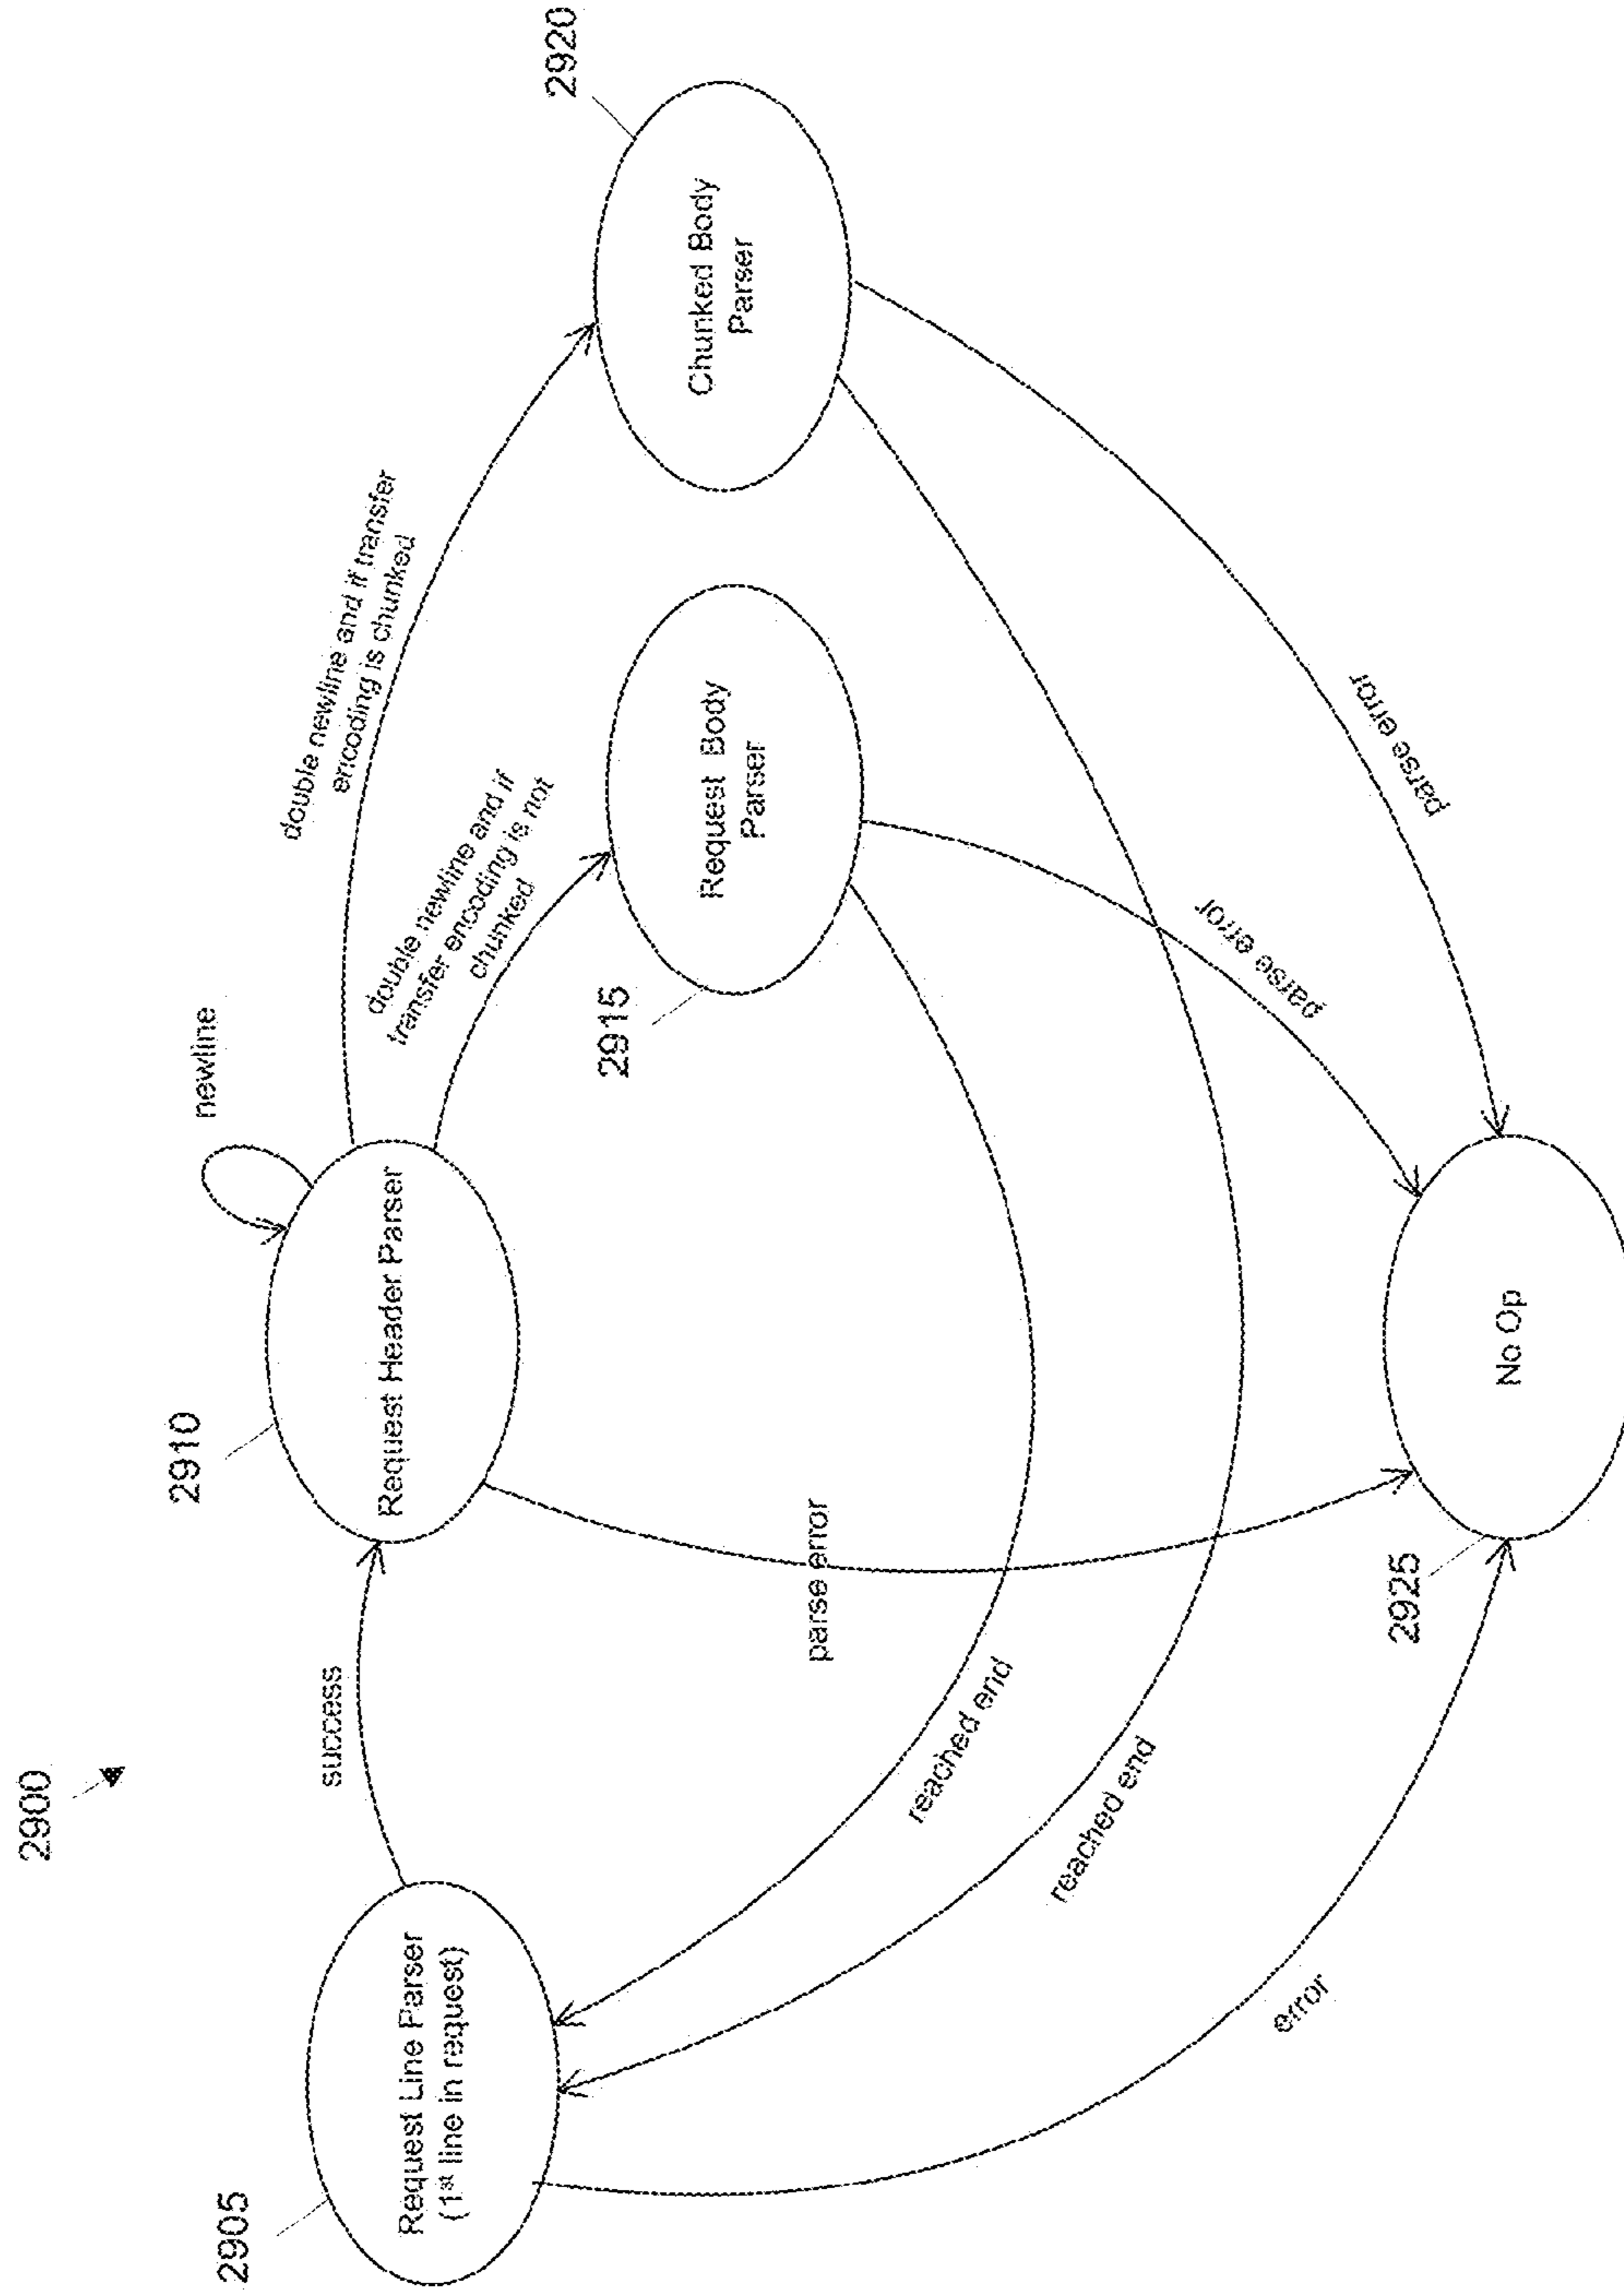 2900
2905
Request Line Parser
(1st line in request)
success
2910
Request Header Parser
newline
double newline and if transfer
encoding is chunked
double newline and if
transfer encoding is not
chunked
2915
Request Body
Parser
2920
Chunked Body
Parser
parse error
reached end
reached end
parse error
parse error
error
2925
No Op